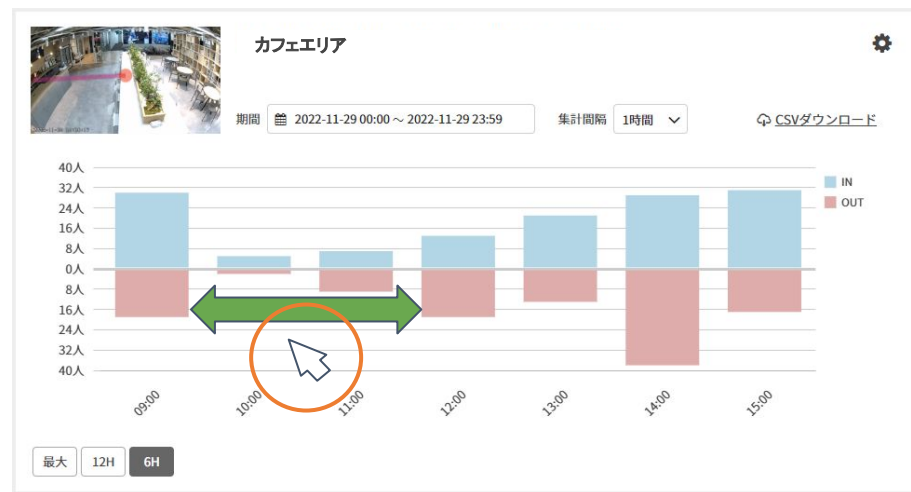 カフェエリア
期間 2022-11-29 00:00 ~ 2022-11-29 23:59 集計間隔 1時間 CSVダウンロード
40人
32人
24人
16人
8人
0人
8人
16人
24人
32人
40人
IN
OUT
09:00 10:00 11:00 12:00 13:00 14:00 15:00
最大 12H 6H